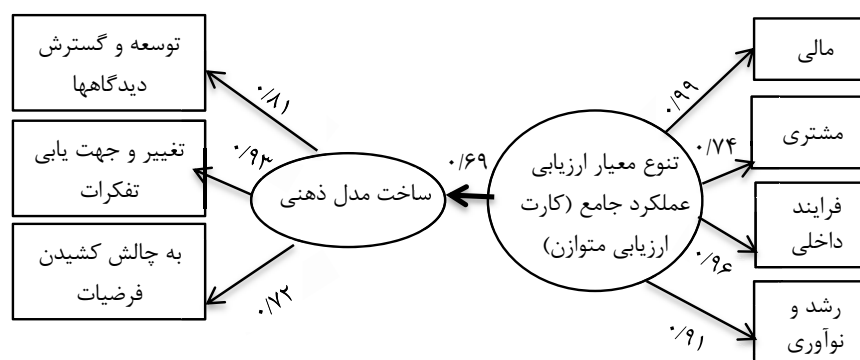 مالی
۰/۹۹
مشتری
۰/۷۴
فرایند
داخلی
۰/۹۶
رشد و
نوآوری
۰/۹۱
تنوع معیار ارزیابی
عملکرد جامع (کارت
ارزیابی متوازن)
۰/۶۹
ساخت مدل ذهنی
توسعه و گسترش
دیدگاهها
۰/۸۱
تغییر و جهت یابی
تفکرات
۰/۹۳
به چالش کشیدن
فرضیات
۰/۷۲